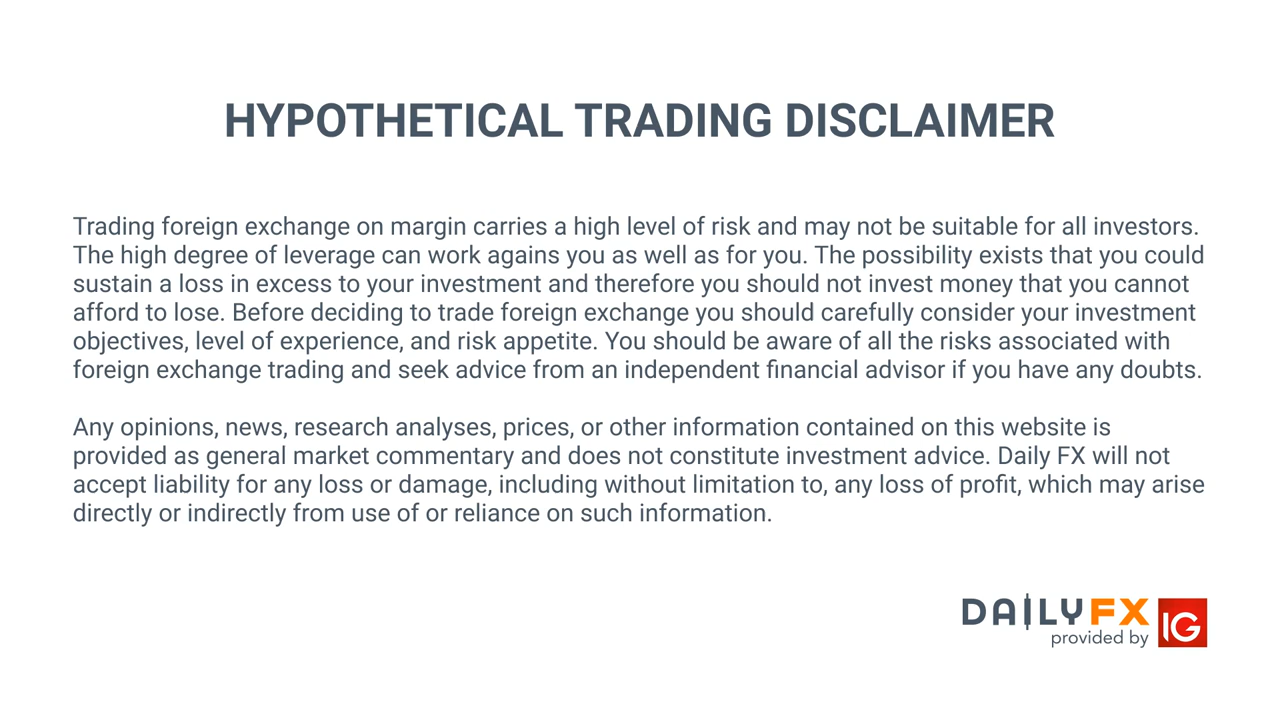 HYPOTHETICAL TRADING DISCLAIMER
Trading foreign exchange on margin carries a high level of risk and may not be suitable for all investors.
The high degree of leverage can work agains you as well as for you. The possibility exists that you could
sustain a loss in excess to your investment and therefore you should not invest money that you cannot
afford to lose. Before deciding to trade foreign exchange you should carefully consider your investment
objectives, level of experience, and risk appetite. You should be aware of all the risks associated with
foreign exchange trading and seek advice from an independent financial advisor if you have any doubts.
Any opinions, news, research analyses, prices, or other information contained on this website is
provided as general market commentary and does not constitute investment advice. Daily FX will not
accept liability for any loss or damage, including without limitation to, any loss of profit, which may arise
directly or indirectly from use of or reliance on such information.
DAILYFX
provided by IG